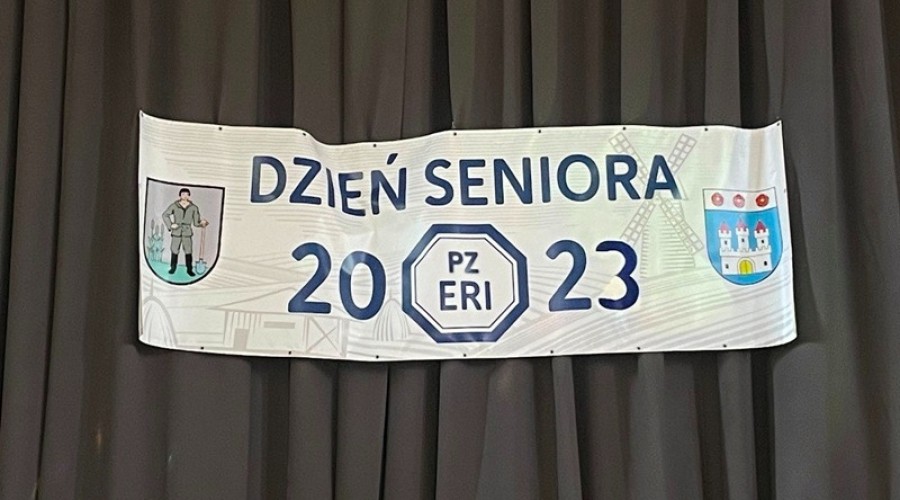 DZIEŃ SENIORA
20 PZ ERI 23